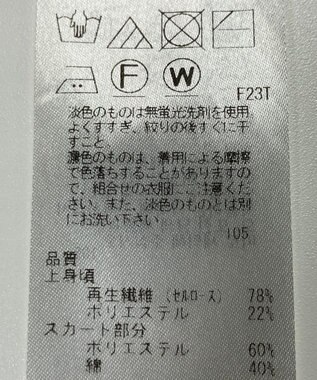 F W
F23T
淡色のものは無蛍光洗剤を使用
よくすすぎ、絞りの後すぐに干
すこと
濃色のものは、着用による摩擦
で色落ちすることがありますの
で、組合せの衣服にご注意くださ
い。また、淡色のものとは別
にお洗い下さい。
105
品質
上身頃
再生繊維（セルロース） 78%
ポリエステル 22%
スカート部分
ポリエステル 60%
綿 40%